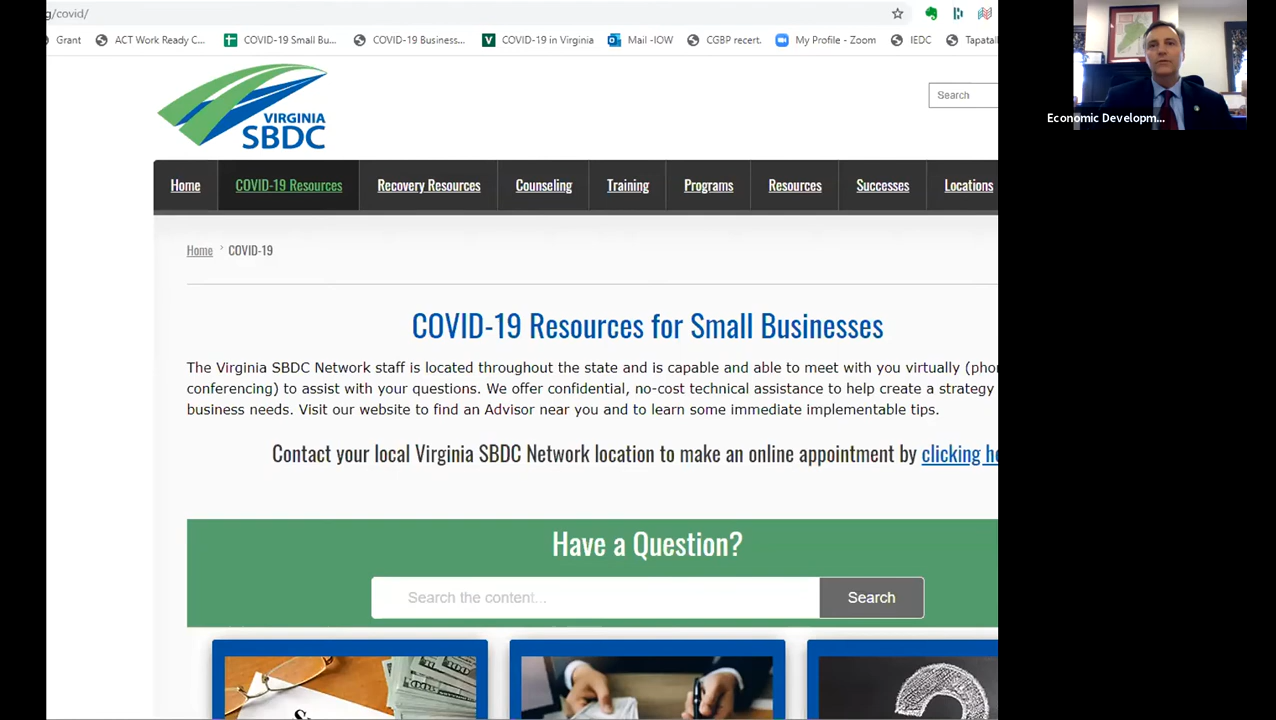 g/covid/
Grant
ACT Work Ready C...
COVID-19 Small Bu...
COVID-19 Business...
COVID-19 in Virginia
Mail -IOW
CGBP recert.
My Profile - Zoom
IEDC
Tapatall
VIRGINIA
SBDC
Search
Economic Developm...
Home
COVID-19 Resources
Recovery Resources
Counseling
Training
Programs
Resources
Successes
Locations
Home › COVID-19
COVID-19 Resources for Small Businesses
The Virginia SBDC Network staff is located throughout the state and is capable and able to meet with you virtually (phon
conferencing) to assist with your questions. We offer confidential, no-cost technical assistance to help create a strategy
business needs. Visit our website to find an Advisor near you and to learn some immediate implementable tips.
Contact your local Virginia SBDC Network location to make an online appointment by clicking he
Have a Question?
Search the content...
Search